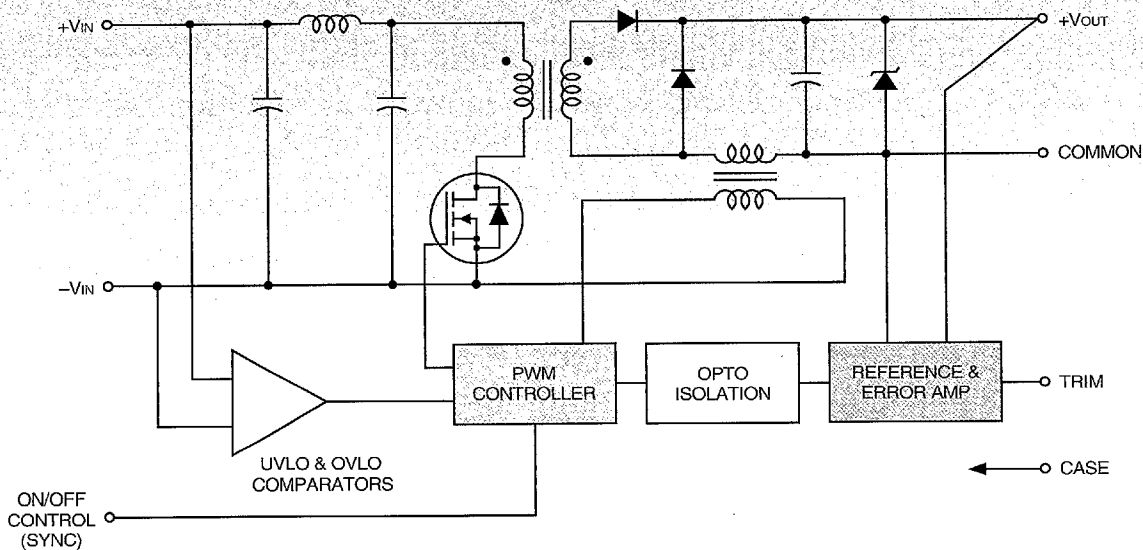 +VIN
+VOUT
COMMON
–VIN
PWM
CONTROLLER
OPTO
ISOLATION
REFERENCE &
ERROR AMP
TRIM
UVLO & OVLO
COMPARATORS
CASE
ON/OFF
CONTROL
(SYNC)